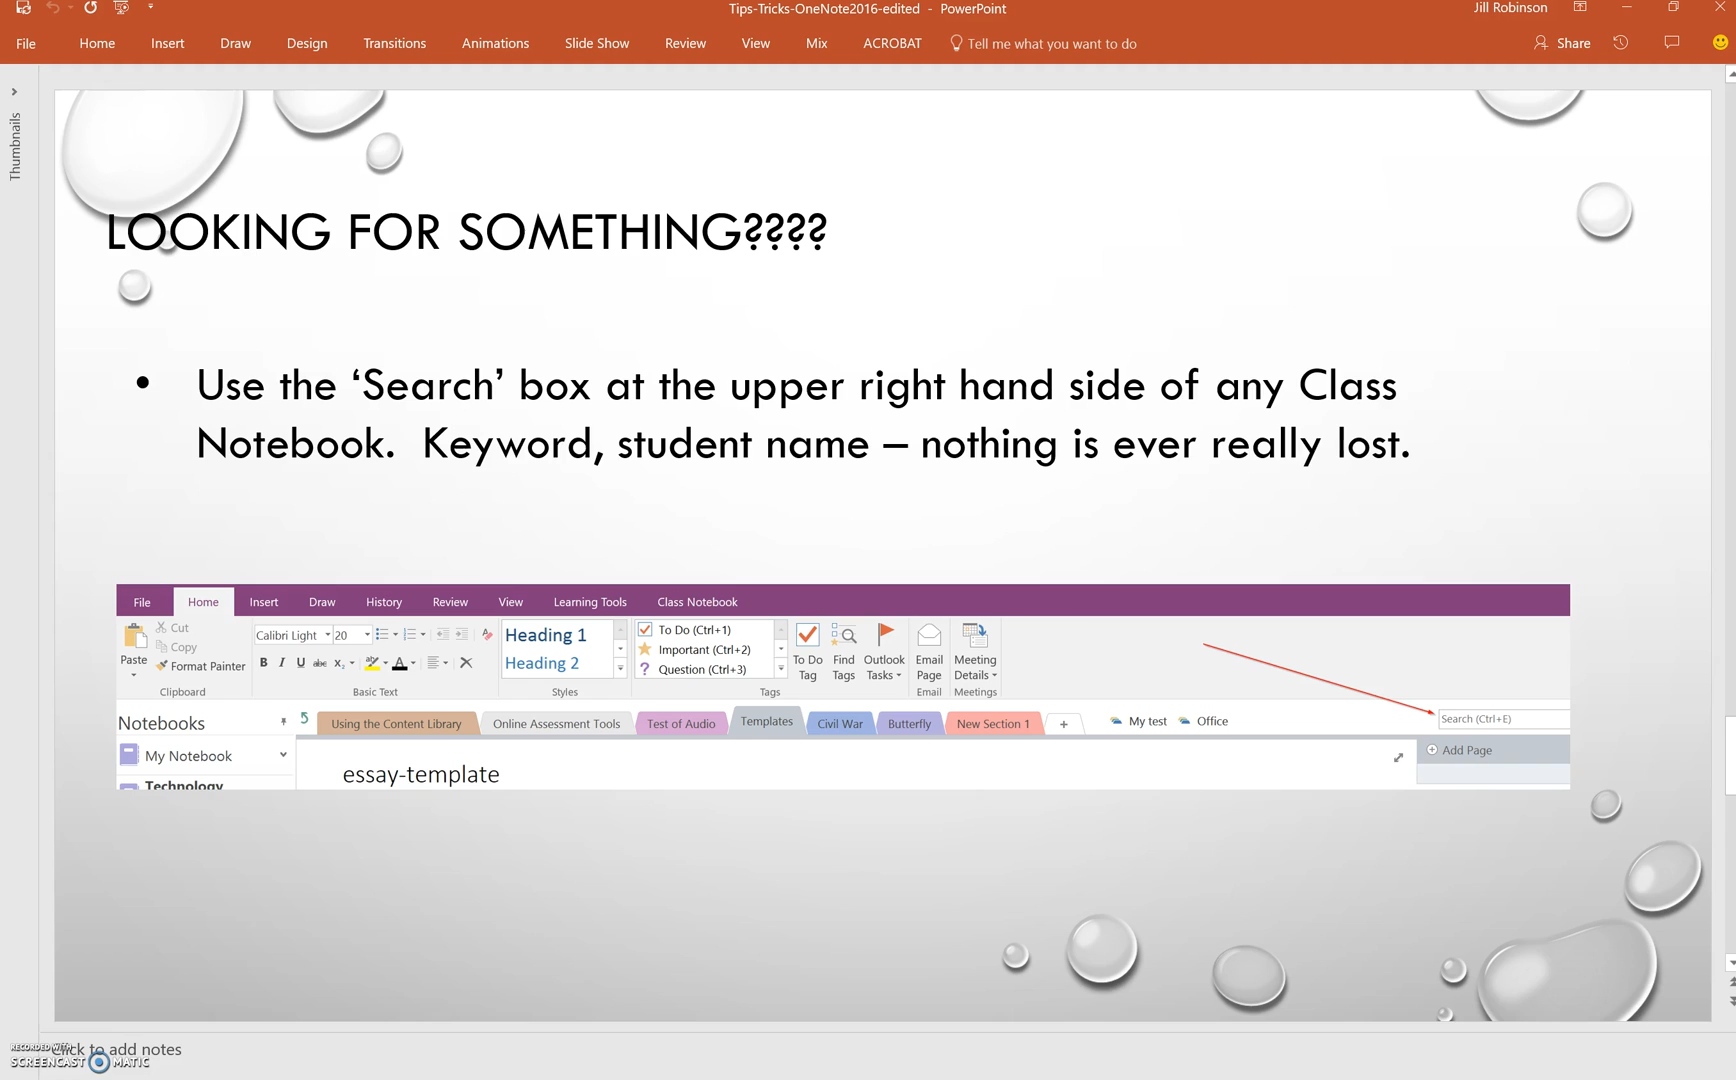 Tips-Tricks-OneNote2016-edited - PowerPoint
Jill Robinson
File Home Insert Draw Design Transitions Animations Slide Show Review View Mix ACROBAT Tell me what you want to do Share
Thumbnails
LOOKING FOR SOMETHING????
• Use the ‘Search’ box at the upper right hand side of any Class
Notebook. Keyword, student name – nothing is ever really lost.
File Home Insert Draw History Review View Learning Tools Class Notebook
Paste
Cut
Copy
Format Painter
Clipboard
Calibri Light 20
B I U abc X₂ A
Basic Text
Heading 1
Heading 2
Styles
To Do (Ctrl+1)
Important (Ctrl+2)
? Question (Ctrl+3)
To Do
Tag
Find
Tags
Outlook
Tasks
Tags
Email
Page
Email
Meeting
Details
Meetings
Notebooks
Using the Content Library Online Assessment Tools Test of Audio Templates Civil War Butterfly New Section 1 + My test Office
Search (Ctrl+E)
My Notebook
Add Page
Technology
essay-template
Click to add notes
RECORDED WITH
SCREENCAST MATIC